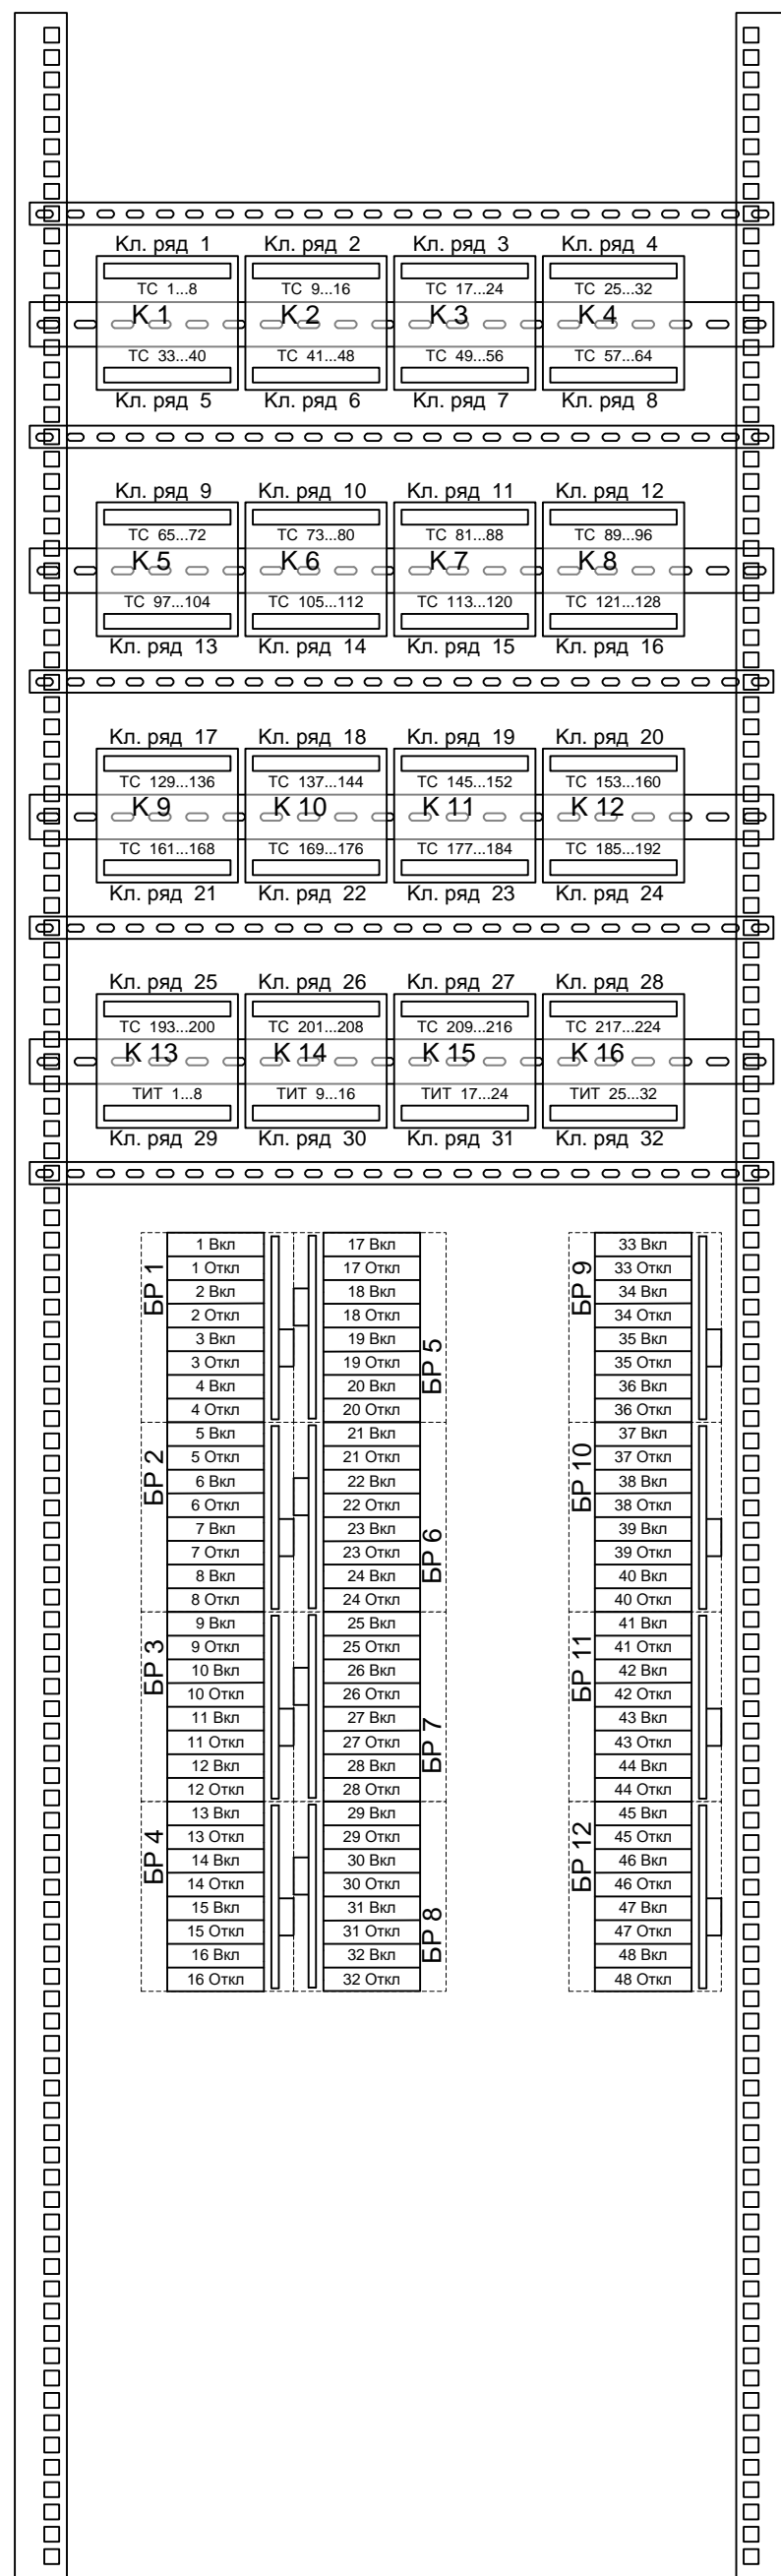 Кл. ряд 1 Кл. ряд 2 Кл. ряд 3 Кл. ряд 4
ТС 1...8 ТС 9...16 ТС 17...24 ТС 25...32
К 1 К 2 К 3 К 4
ТС 33...40 ТС 41...48 ТС 49...56 ТС 57...64
Кл. ряд 5 Кл. ряд 6 Кл. ряд 7 Кл. ряд 8
Кл. ряд 9 Кл. ряд 10 Кл. ряд 11 Кл. ряд 12
ТС 65...72 ТС 73...80 ТС 81...88 ТС 89...96
К 5 К 6 К 7 К 8
ТС 97...104 ТС 105...112 ТС 113...120 ТС 121...128
Кл. ряд 13 Кл. ряд 14 Кл. ряд 15 Кл. ряд 16
Кл. ряд 17 Кл. ряд 18 Кл. ряд 19 Кл. ряд 20
ТС 129...136 ТС 137...144 ТС 145...152 ТС 153...160
К 9 К 10 К 11 К 12
ТС 161...168 ТС 169...176 ТС 177...184 ТС 185...192
Кл. ряд 21 Кл. ряд 22 Кл. ряд 23 Кл. ряд 24
Кл. ряд 25 Кл. ряд 26 Кл. ряд 27 Кл. ряд 28
ТС 193...200 ТС 201...208 ТС 209...216 ТС 217...224
К 13 К 14 К 15 К 16
ТИТ 1...8 ТИТ 9...16 ТИТ 17...24 ТИТ 25...32
Кл. ряд 29 Кл. ряд 30 Кл. ряд 31 Кл. ряд 32
БР 1
1 Вкл
1 Откл
2 Вкл
2 Откл
3 Вкл
3 Откл
4 Вкл
4 Откл
БР 2
5 Вкл
5 Откл
6 Вкл
6 Откл
7 Вкл
7 Откл
8 Вкл
8 Откл
БР 3
9 Вкл
9 Откл
10 Вкл
10 Откл
11 Вкл
11 Откл
12 Вкл
12 Откл
БР 4
13 Вкл
13 Откл
14 Вкл
14 Откл
15 Вкл
15 Откл
16 Вкл
16 Откл
17 Вкл
17 Откл
18 Вкл
18 Откл
19 Вкл
19 Откл
20 Вкл
20 Откл
БР 5
21 Вкл
21 Откл
22 Вкл
22 Откл
23 Вкл
23 Откл
24 Вкл
24 Откл
БР 6
25 Вкл
25 Откл
26 Вкл
26 Откл
27 Вкл
27 Откл
28 Вкл
28 Откл
БР 7
29 Вкл
29 Откл
30 Вкл
30 Откл
31 Вкл
31 Откл
32 Вкл
32 Откл
БР 8
БР 9
33 Вкл
33 Откл
34 Вкл
34 Откл
35 Вкл
35 Откл
36 Вкл
36 Откл
БР 10
37 Вкл
37 Откл
38 Вкл
38 Откл
39 Вкл
39 Откл
40 Вкл
40 Откл
БР 11
41 Вкл
41 Откл
42 Вкл
42 Откл
43 Вкл
43 Откл
44 Вкл
44 Откл
БР 12
45 Вкл
45 Откл
46 Вкл
46 Откл
47 Вкл
47 Откл
48 Вкл
48 Откл